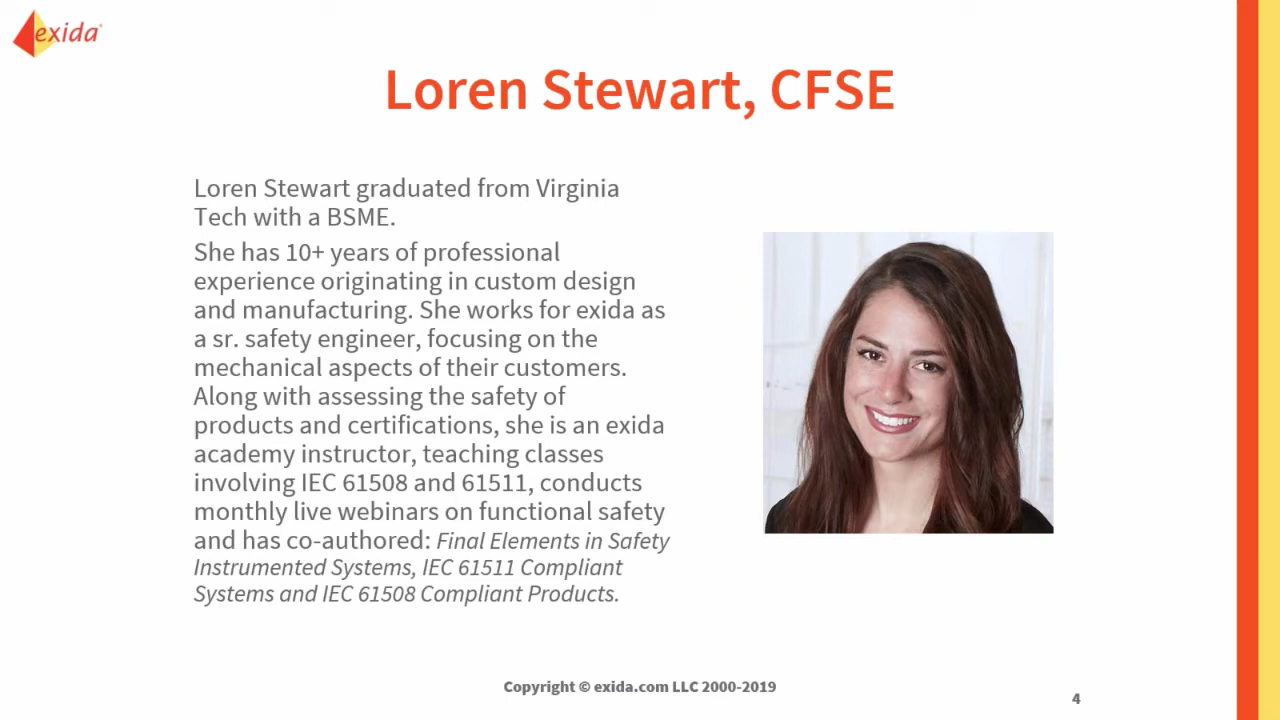 exida®
Loren Stewart, CFSE
Loren Stewart graduated from Virginia
Tech with a BSME.
She has 10+ years of professional
experience originating in custom design
and manufacturing. She works for exida as
a sr. safety engineer, focusing on the
mechanical aspects of their customers.
Along with assessing the safety of
products and certifications, she is an exida
academy instructor, teaching classes
involving IEC 61508 and 61511, conducts
monthly live webinars on functional safety
and has co-authored: Final Elements in Safety
Instrumented Systems, IEC 61511 Compliant
Systems and IEC 61508 Compliant Products.
Copyright © exida.com LLC 2000-2019
4